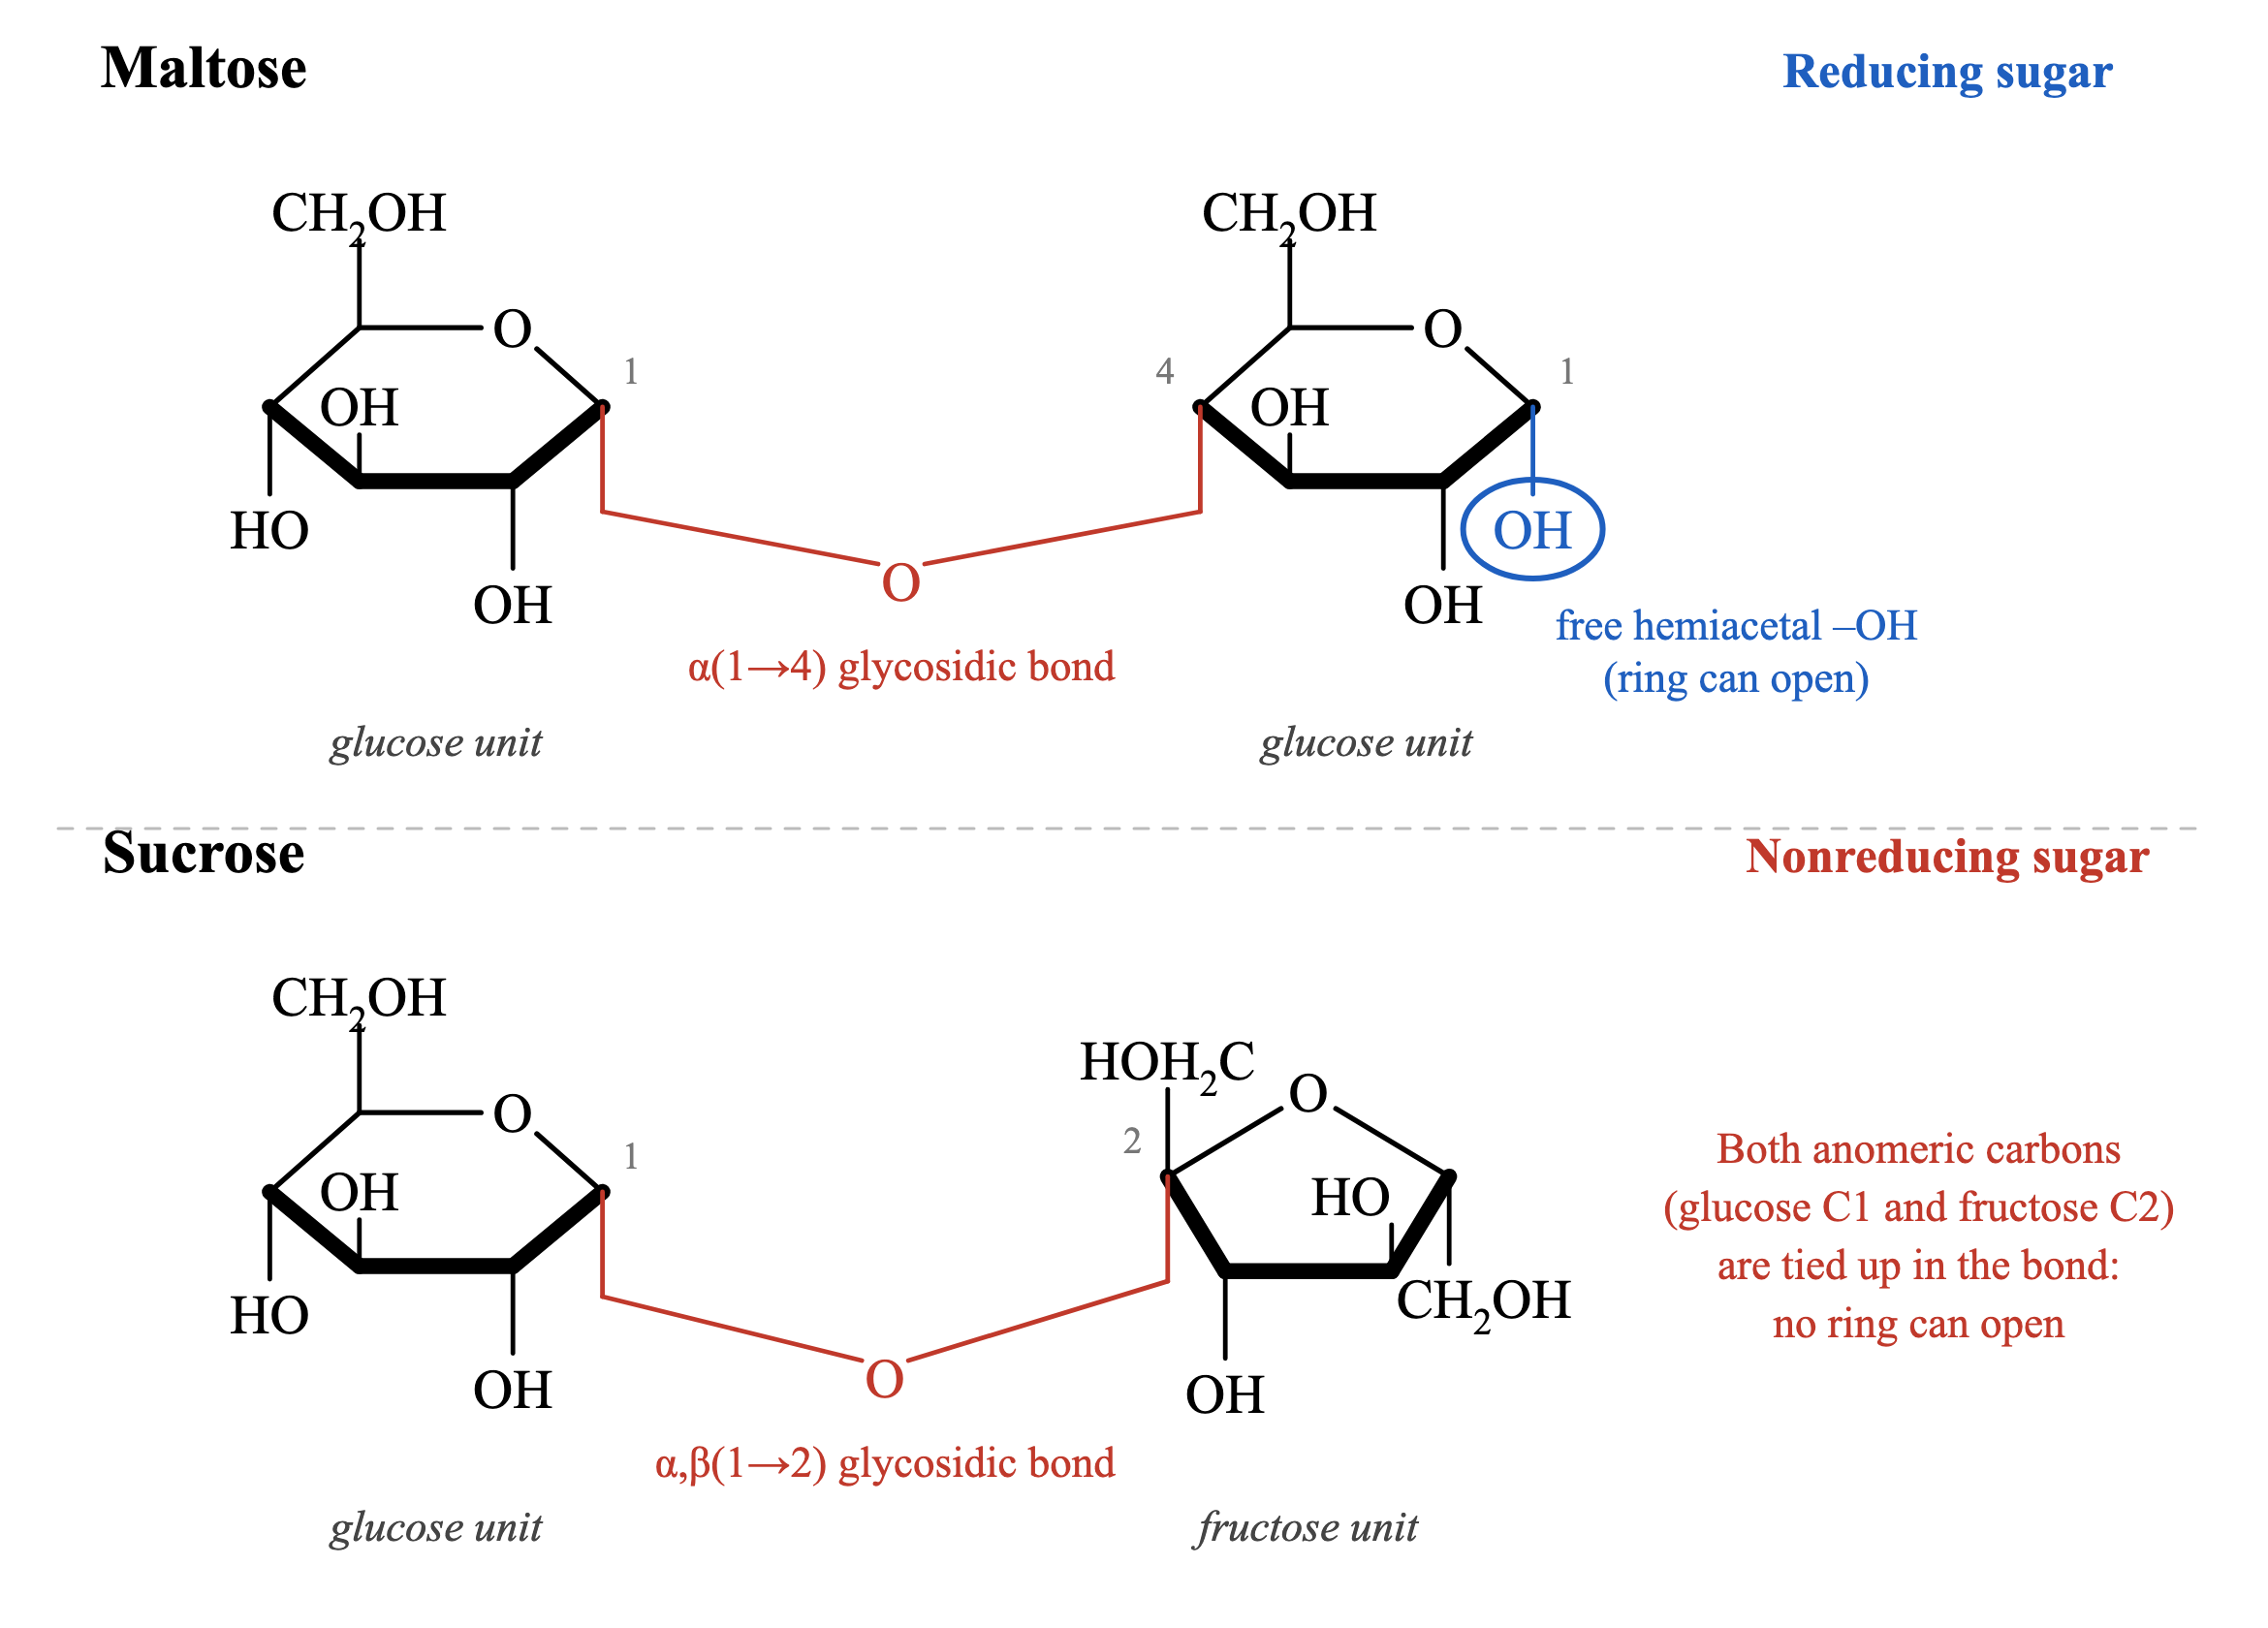 Maltose
Reducing sugar
CH₂OH
CH₂OH
O
O
1
4
1
OH
OH
HO
OH
O
OH
OH
α(1→4) glycosidic bond
free hemiacetal –OH
(ring can open)
glucose unit
glucose unit
Sucrose
Nonreducing sugar
CH₂OH
HOH₂C
O
O
1
2
OH
HO
HO
CH₂OH
OH
O
OH
Both anomeric carbons
(glucose C1 and fructose C2)
are tied up in the bond:
no ring can open
α,β(1→2) glycosidic bond
glucose unit
fructose unit